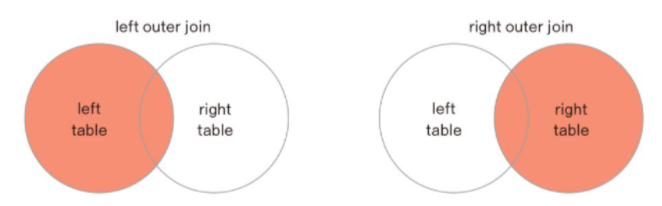 left outer join
left
table
right
table
right outer join
left
table
right
table